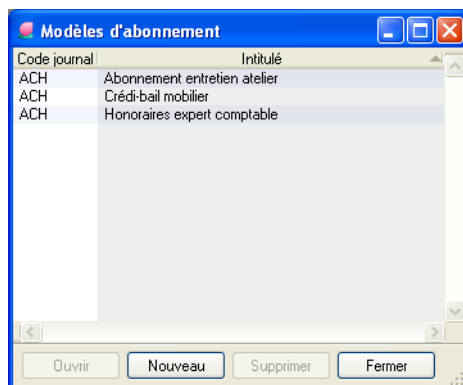 Modèles d'abonnement
Code journal Intitulé
ACH Abonnement entretien atelier
ACH Crédi-bail mobilier
ACH Honoraires expert comptable
Ouvrir Nouveau Supprimer Fermer